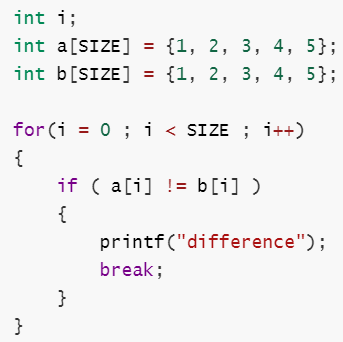 int i;
int a[SIZE] = {1, 2, 3, 4, 5};
int b[SIZE] = {1, 2, 3, 4, 5};
for(i = 0 ; i < SIZE ; i++)
{
if ( a[i] != b[i] )
{
printf("difference");
break;
}
}